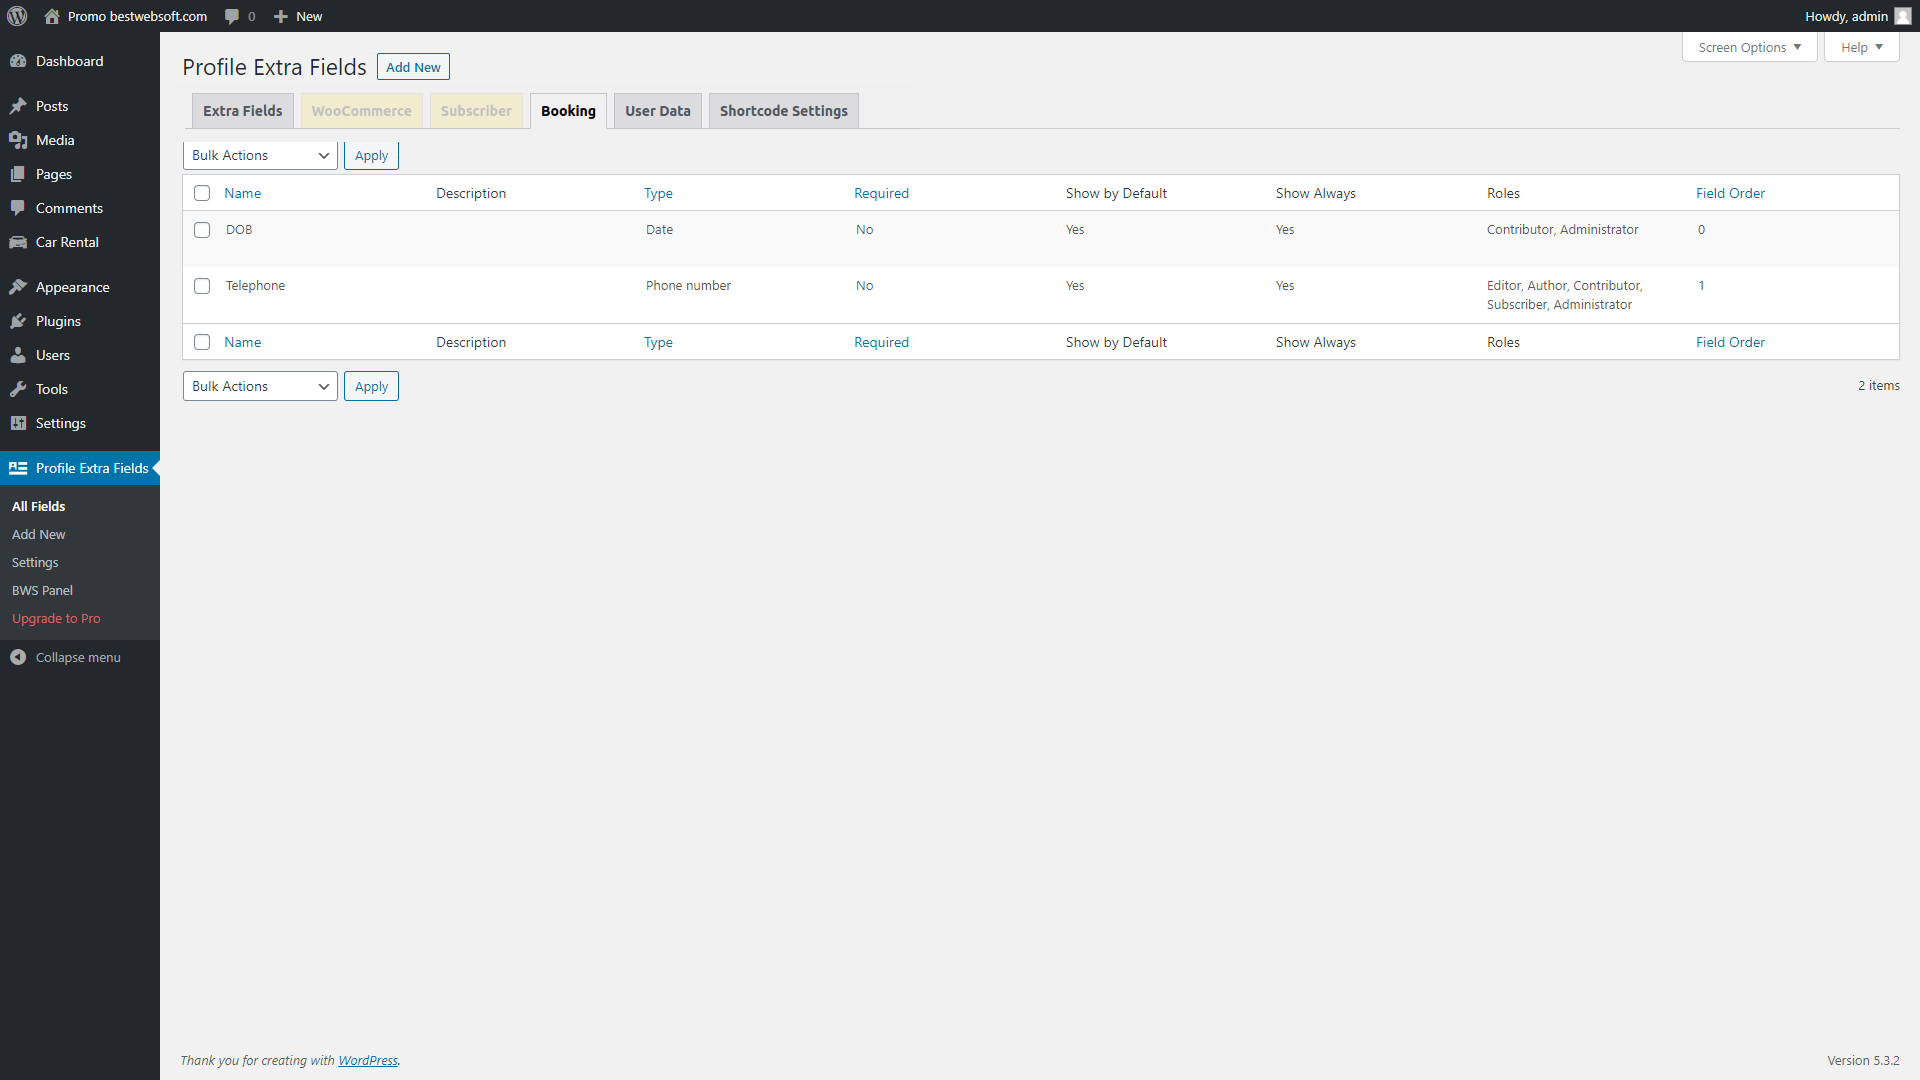 Promo bestwebsoft.com 0 New Howdy, admin
Screen Options Help
Dashboard
Posts
Media
Pages
Comments
Car Rental
Appearance
Plugins
Users
Tools
Settings
Profile Extra Fields
All Fields
Add New
Settings
BWS Panel
Upgrade to Pro
Collapse menu
Profile Extra Fields Add New
Extra Fields WooCommerce Subscriber Booking User Data Shortcode Settings
Bulk Actions Apply
Name Description Type Required Show by Default Show Always Roles Field Order
DOB Date No Yes Yes Contributor, Administrator 0
Telephone Phone number No Yes Yes Editor, Author, Contributor, 1
Subscriber, Administrator
Name Description Type Required Show by Default Show Always Roles Field Order
Bulk Actions Apply 2 items
Thank you for creating with WordPress. Version 5.3.2